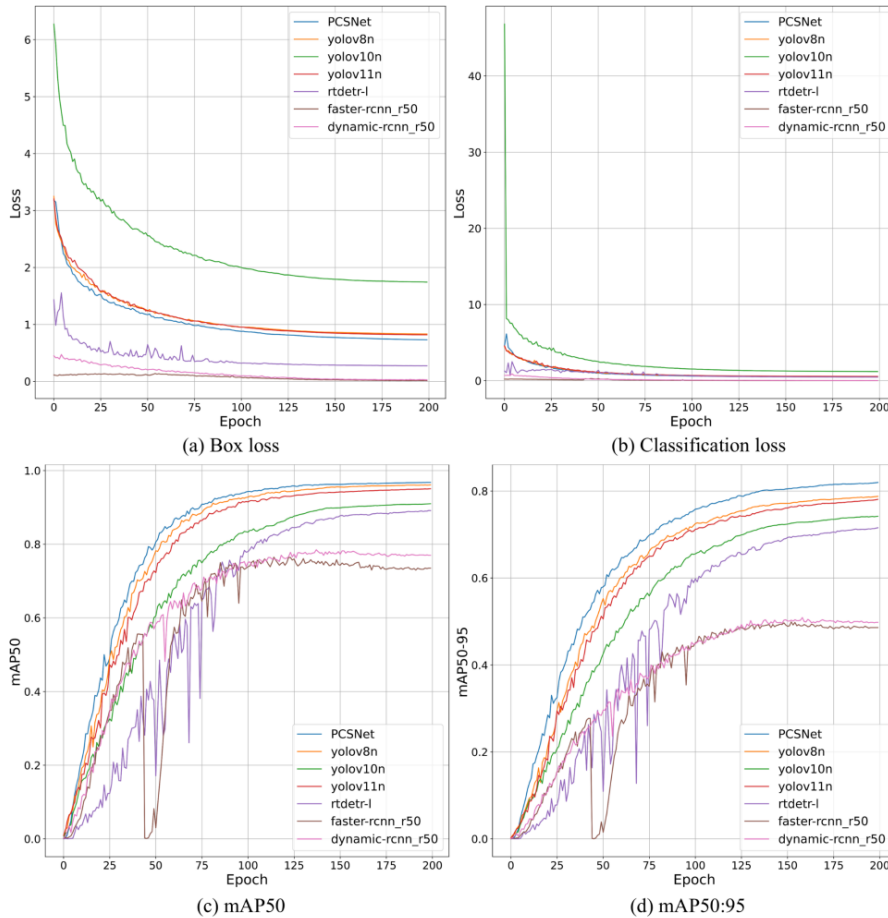 PCSNet
yolov8n
yolov10n
yolov11n
rtdetr-l
faster-rcnn_r50
dynamic-rcnn_r50
6
5
4
3
2
1
0
Loss
0 25 50 75 100 125 150 175 200
Epoch
(a) Box loss
PCSNet
yolov8n
yolov10n
yolov11n
rtdetr-l
faster-rcnn_r50
dynamic-rcnn_r50
40
30
20
10
0
Loss
0 25 50 75 100 125 150 175 200
Epoch
(b) Classification loss
1.0
0.8
0.6
0.4
0.2
0.0
mAP50
PCSNet
yolov8n
yolov10n
yolov11n
rtdetr-l
faster-rcnn_r50
dynamic-rcnn_r50
0 25 50 75 100 125 150 175 200
Epoch
(c) mAP50
0.8
0.6
0.4
0.2
0.0
mAP50-95
PCSNet
yolov8n
yolov10n
yolov11n
rtdetr-l
faster-rcnn_r50
dynamic-rcnn_r50
0 25 50 75 100 125 150 175 200
Epoch
(d) mAP50:95